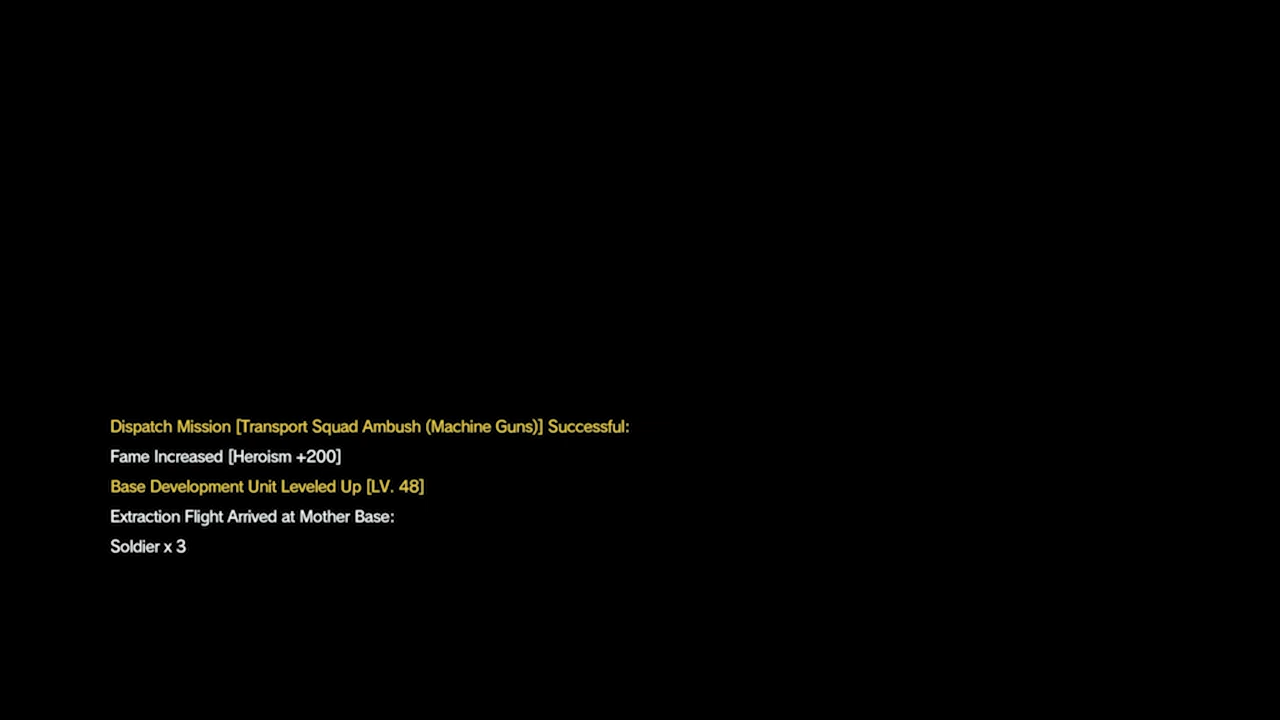 Dispatch Mission [Transport Squad Ambush (Machine Guns)] Successful:
Fame Increased [Heroism +200]
Base Development Unit Leveled Up [LV. 48]
Extraction Flight Arrived at Mother Base:
Soldier x 3